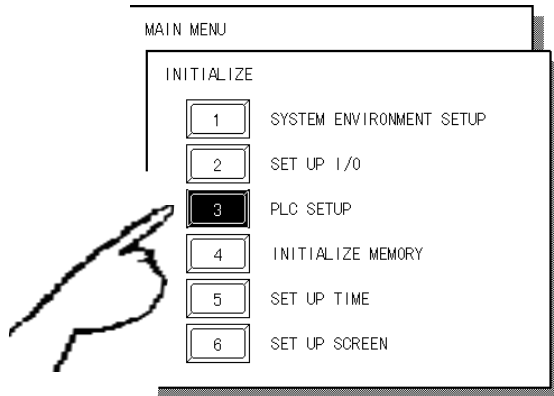 MAIN MENU
INITIALIZE
1 SYSTEM ENVIRONMENT SETUP
2 SET UP I/O
3 PLC SETUP
4 INITIALIZE MEMORY
5 SET UP TIME
6 SET UP SCREEN